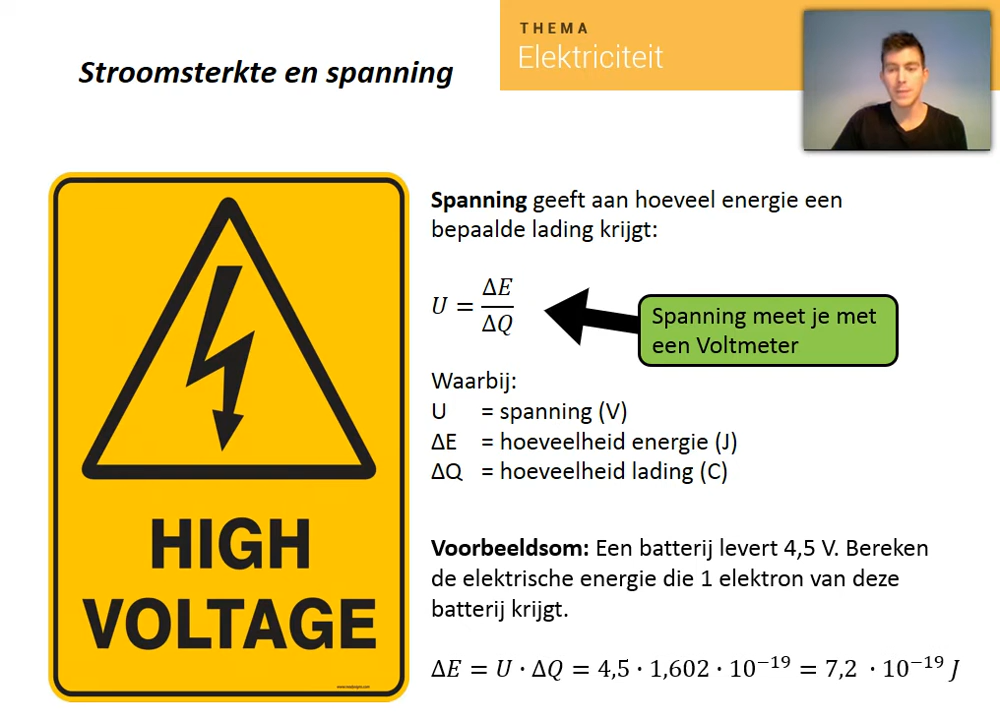 THEMA
Elektriciteit
Stroomsterkte en spanning
HIGH
VOLTAGE
Spanning geeft aan hoeveel energie een
bepaalde lading krijgt:
U = ΔE/ΔQ
Spanning meet je met
een Voltmeter
Waarbij:
U = spanning (V)
ΔE = hoeveelheid energie (J)
ΔQ = hoeveelheid lading (C)
Voorbeeldsom: Een batterij levert 4,5 V. Bereken
de elektrische energie die 1 elektron van deze
batterij krijgt.
ΔE = U · ΔQ = 4,5 · 1,602 · 10⁻¹⁹ = 7,2 · 10⁻¹⁹ J